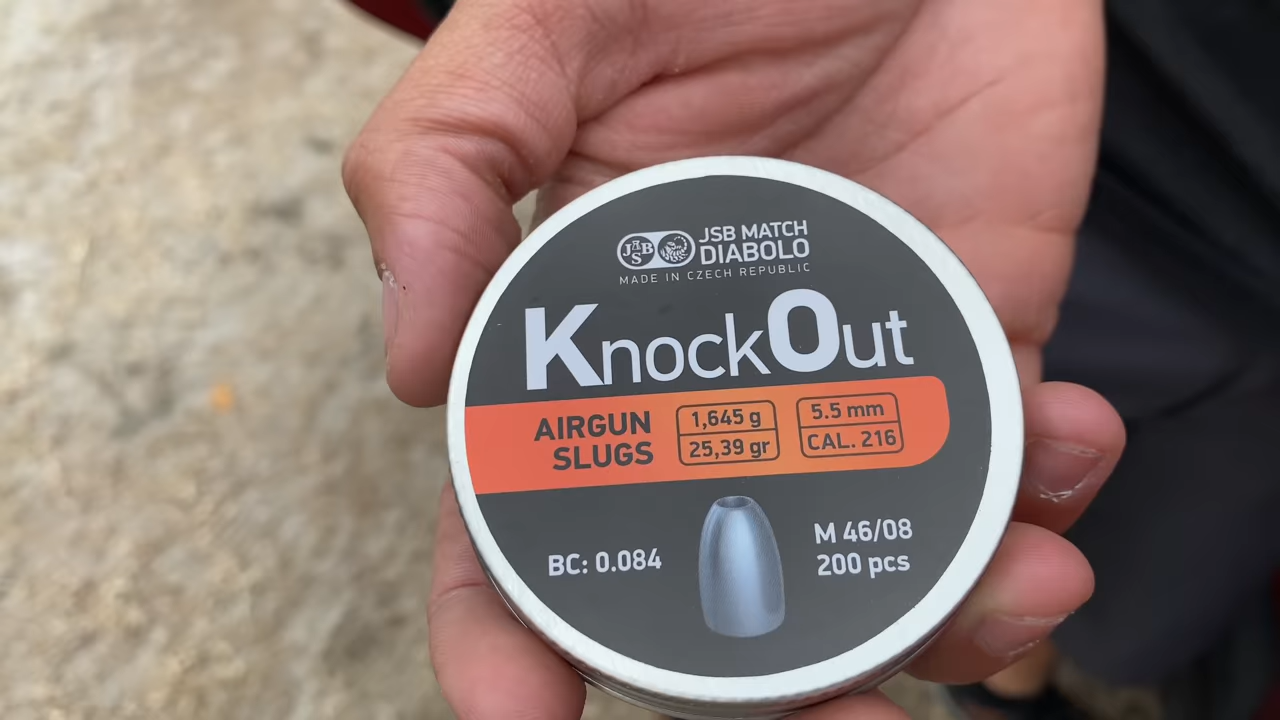 JSB
JSB MATCH
DIABOLO
MADE IN CZECH REPUBLIC
KnockOut
AIRGUN
SLUGS
1,645 g
25,39 gr
5.5 mm
CAL. 216
BC: 0.084
M 46/08
200 pcs